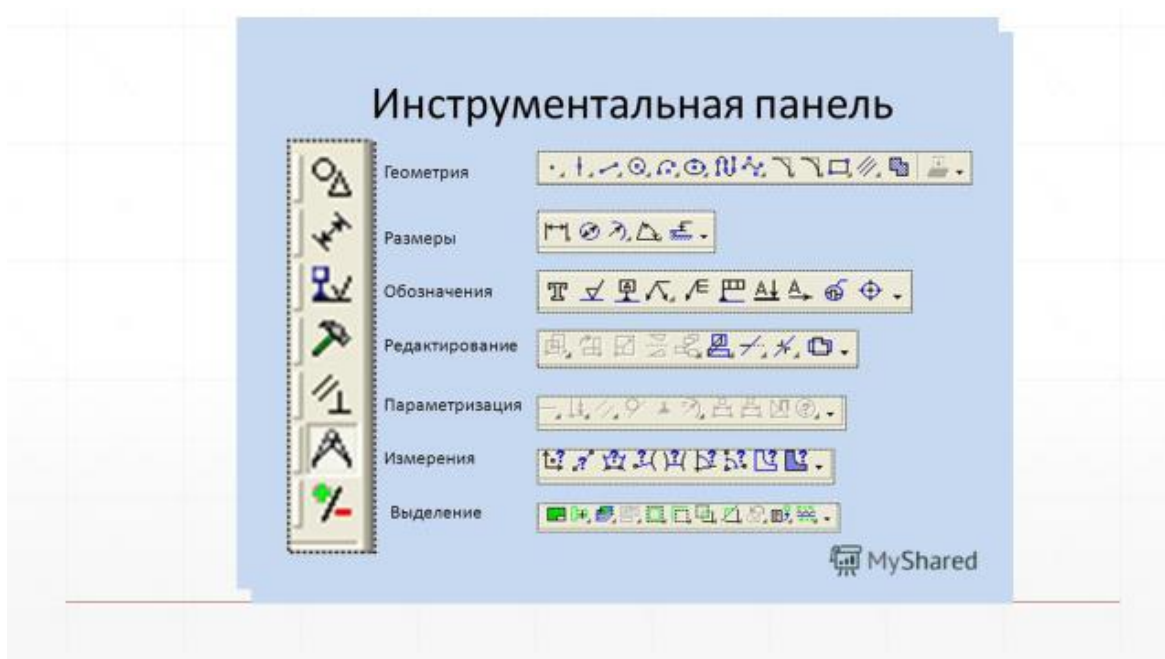 Инструментальная панель
Геометрия
Размеры
Обозначения
Редактирование
Параметризация
Измерения
Выделение
MyShared